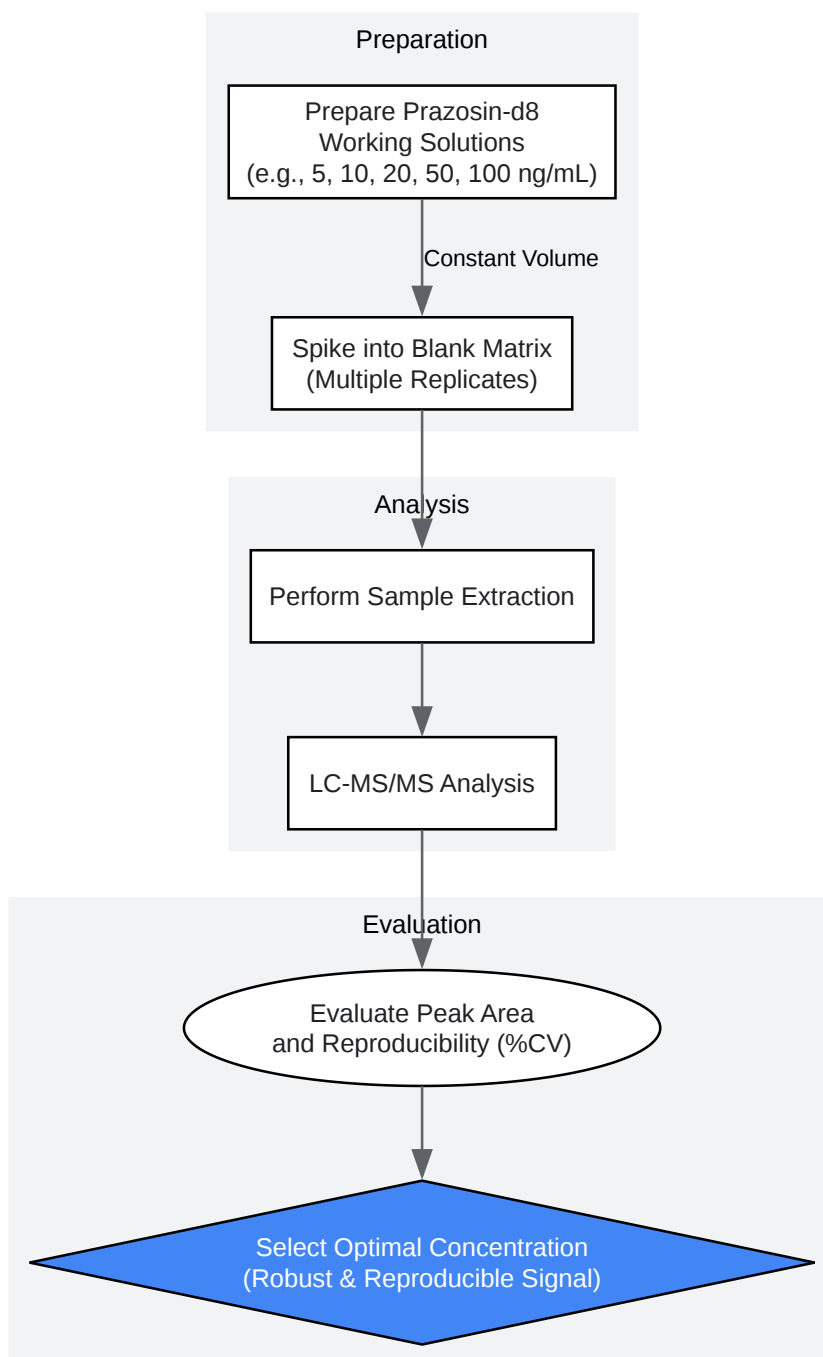 Preparation
Prepare Prazosin-d8
Working Solutions
(e.g., 5, 10, 20, 50, 100 ng/mL)
Constant Volume
Spike into Blank Matrix
(Multiple Replicates)
Analysis
Perform Sample Extraction
LC-MS/MS Analysis
Evaluation
Evaluate Peak Area
and Reproducibility (%CV)
Select Optimal Concentration
(Robust & Reproducible Signal)